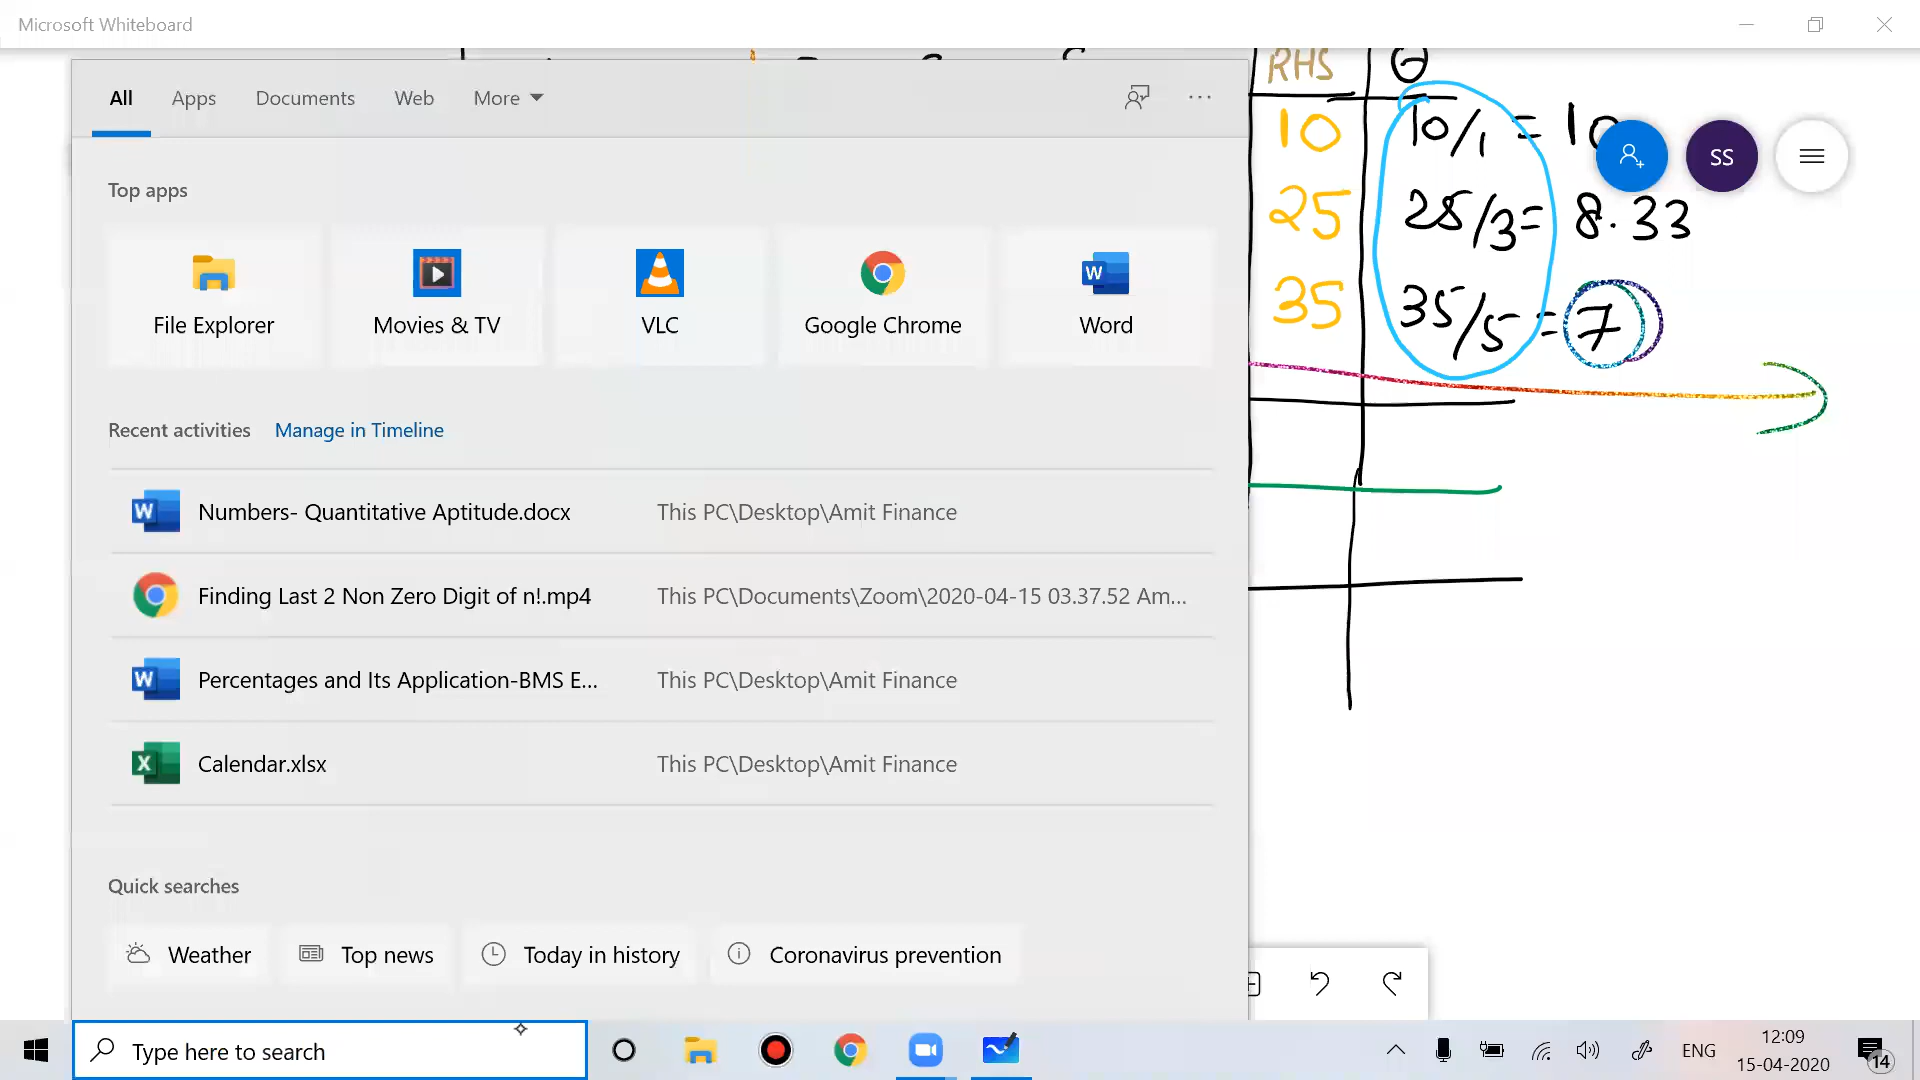 Microsoft Whiteboard
RHS θ
All Apps Documents Web More
10 10/1 = 10
SS
Top apps
25 25/3 = 8.33
File Explorer Movies & TV VLC Google Chrome Word
35 35/5 = 7
Recent activities Manage in Timeline
Numbers- Quantitative Aptitude.docx This PC\Desktop\Amit Finance
Finding Last 2 Non Zero Digit of n!.mp4 This PC\Documents\Zoom\2020-04-15 03.37.52 Am...
Percentages and Its Application-BMS E... This PC\Desktop\Amit Finance
Calendar.xlsx This PC\Desktop\Amit Finance
Quick searches
Weather Top news Today in history Coronavirus prevention
Type here to search
ENG
12:09
15-04-2020
14